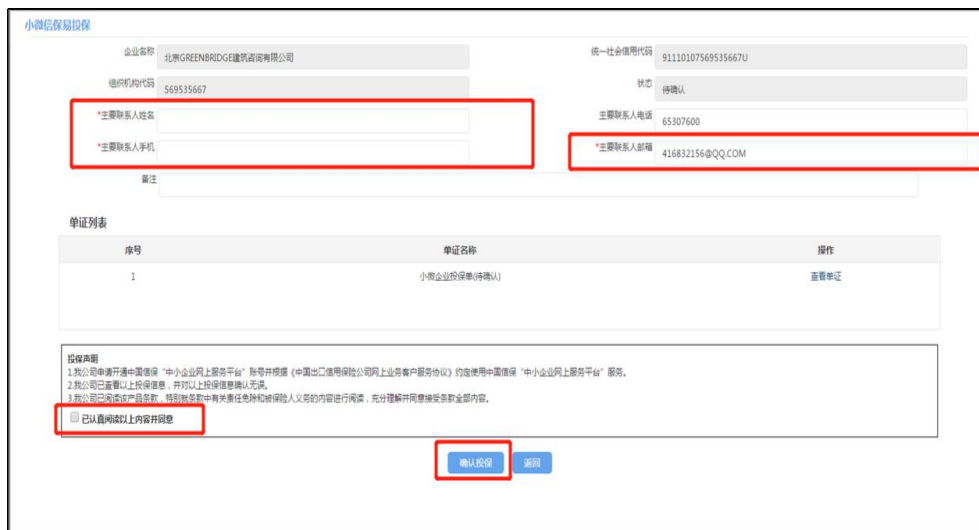 小微信保易投保
企业名称 北京GREENBRIDGE建筑咨询有限公司 统一社会信用代码 91110107569535667U
组织机构代码 569535667 状态 待确认
*主要联系人姓名 主要联系人电话 65307600
*主要联系人手机 *主要联系人邮箱 416832156@QQ.COM
备注
单证列表
序号 单证名称 操作
1 小微企业投保单(待确认) 查看单证
投保声明
1.我公司申请开通中国信保“中小企业网上服务平台”账号并根据《中国出口信用保险公司网上业务客户服务协议》约定使用中国信保“中小企业网上服务平台”服务。
2.我公司已查看以上投保信息，并对以上投保信息确认无误。
3.我公司已阅读该产品条款，特别就条款中有关责任免除和被保险人义务的内容进行阅读，充分理解并同意接受条款全部内容。
已认真阅读以上内容并同意
确认投保 返回